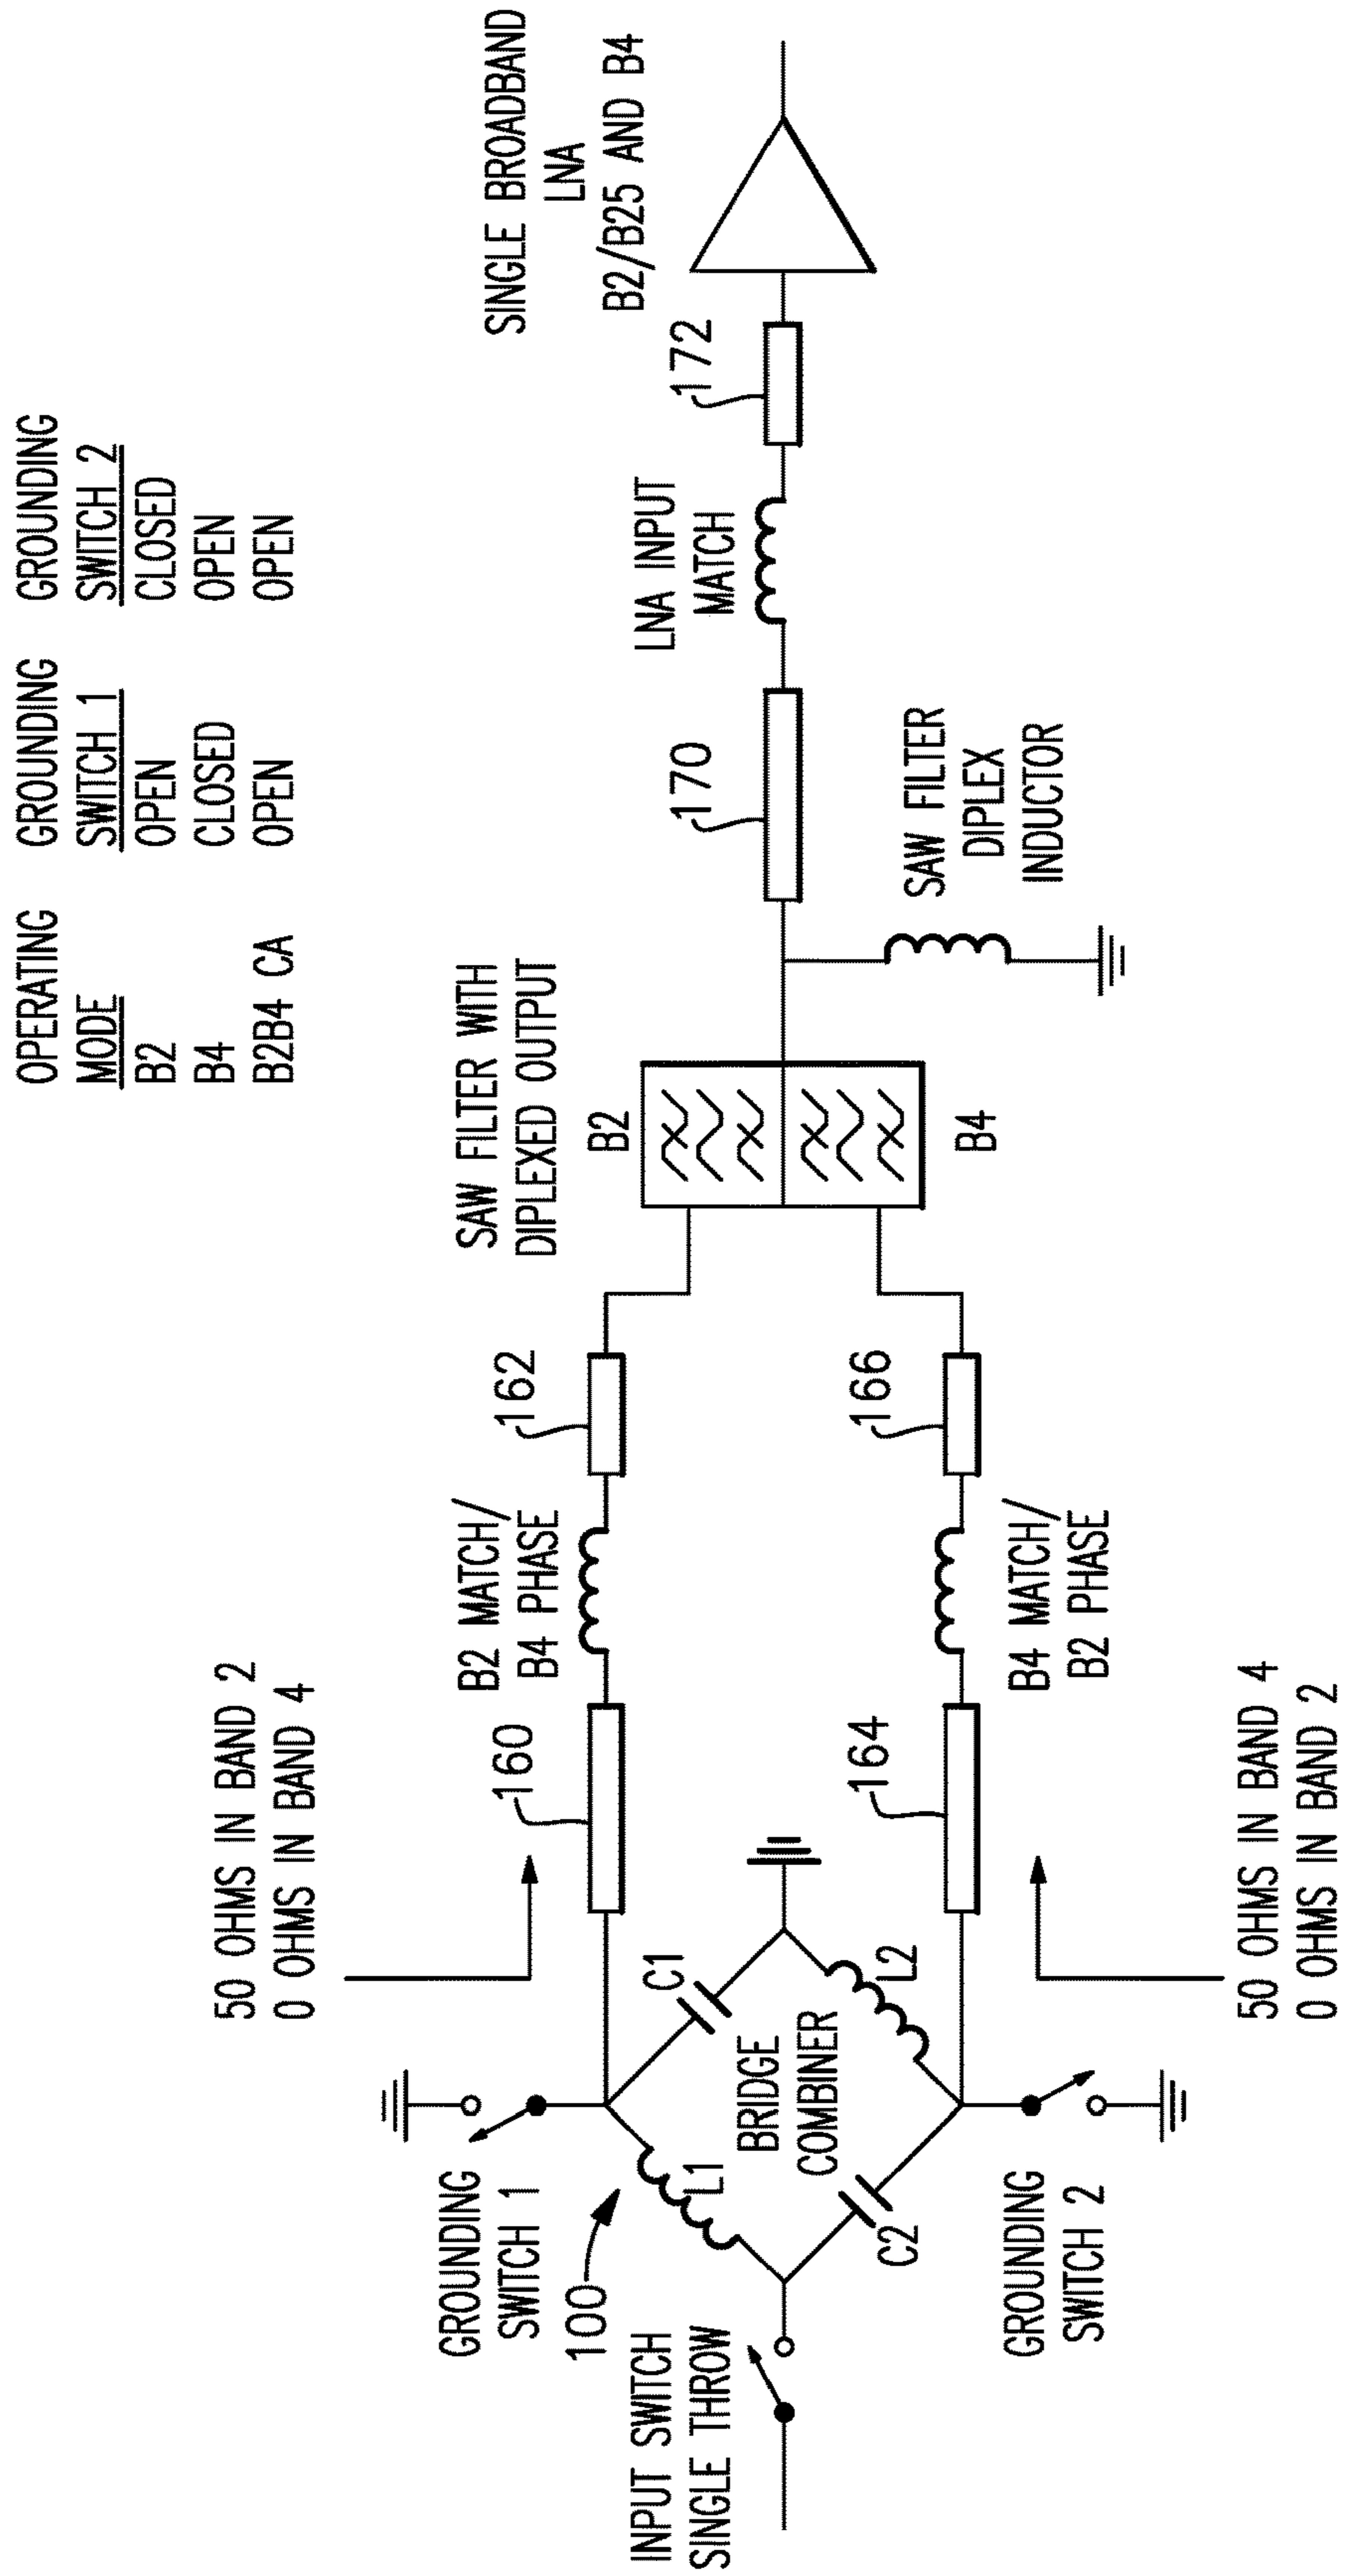 OPERATING GROUNDING GROUNDING
MODE SWITCH 1 SWITCH 2
B2 OPEN CLOSED
B4 CLOSED OPEN
B2B4 CA OPEN OPEN
50 OHMS IN BAND 2
0 OHMS IN BAND 4
GROUNDING
SWITCH 1
100
L1
C1
BRIDGE
COMBINER
C2
L2
INPUT SWITCH
SINGLE THROW
GROUNDING
SWITCH 2
160
B2 MATCH/
B4 PHASE
162
164
B4 MATCH/
B2 PHASE
166
50 OHMS IN BAND 4
0 OHMS IN BAND 2
SAW FILTER WITH
DIPLEXED OUTPUT
B2
B4
SAW FILTER
DIPLEX
INDUCTOR
170
LNA INPUT
MATCH
172
SINGLE BROADBAND
LNA
B2/B25 AND B4